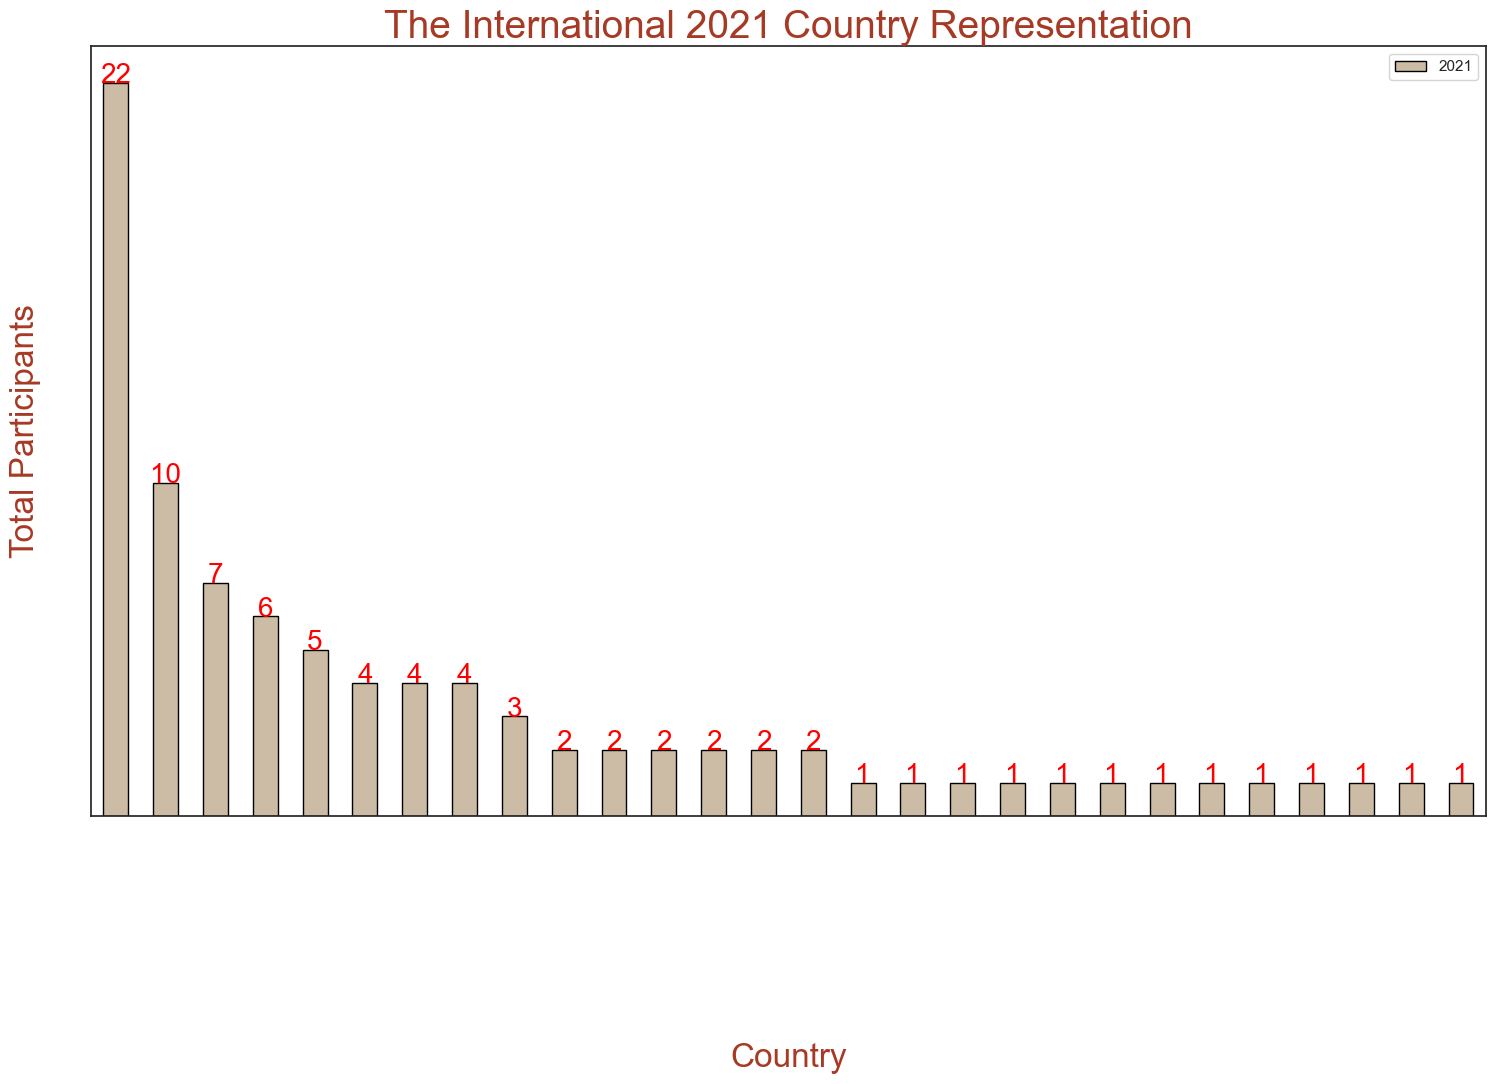 The International 2021 Country Representation
2021
22
10
7
6
5
4 4 4
3
2 2 2 2 2 2
1 1 1 1 1 1 1 1 1 1 1 1 1
Total Participants
Country